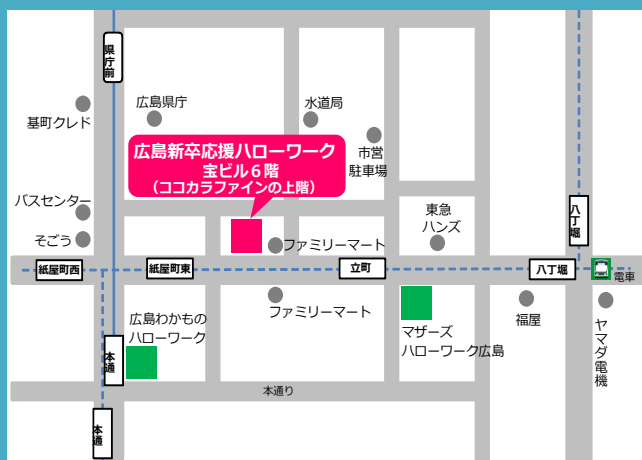 県庁前
基町クレド
広島県庁
水道局
市営
駐車場
広島新卒応援ハローワーク
宝ビル６階
（ココカラファインの上階）
バスセンター
そごう
ファミリーマート
東急
ハンズ
八丁堀
紙屋町西
紙屋町東
立町
八丁堀
電車
広島わかもの
ハローワーク
ファミリーマート
マザーズ
ハローワーク広島
福屋
ヤマダ電機
本通
本通り
本通